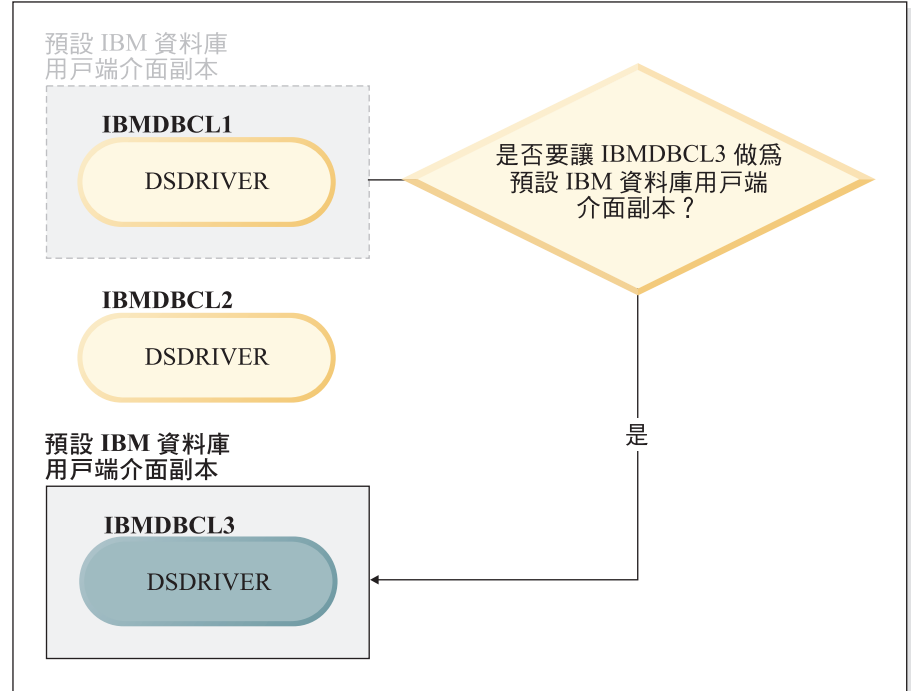 預設 IBM 資料庫
用戶端介面副本
IBMDBCL1
DSDRIVER
是否要讓 IBMDBCL3 做為
預設 IBM 資料庫用戶端
介面副本？
IBMDBCL2
DSDRIVER
是
預設 IBM 資料庫
用戶端介面副本
IBMDBCL3
DSDRIVER